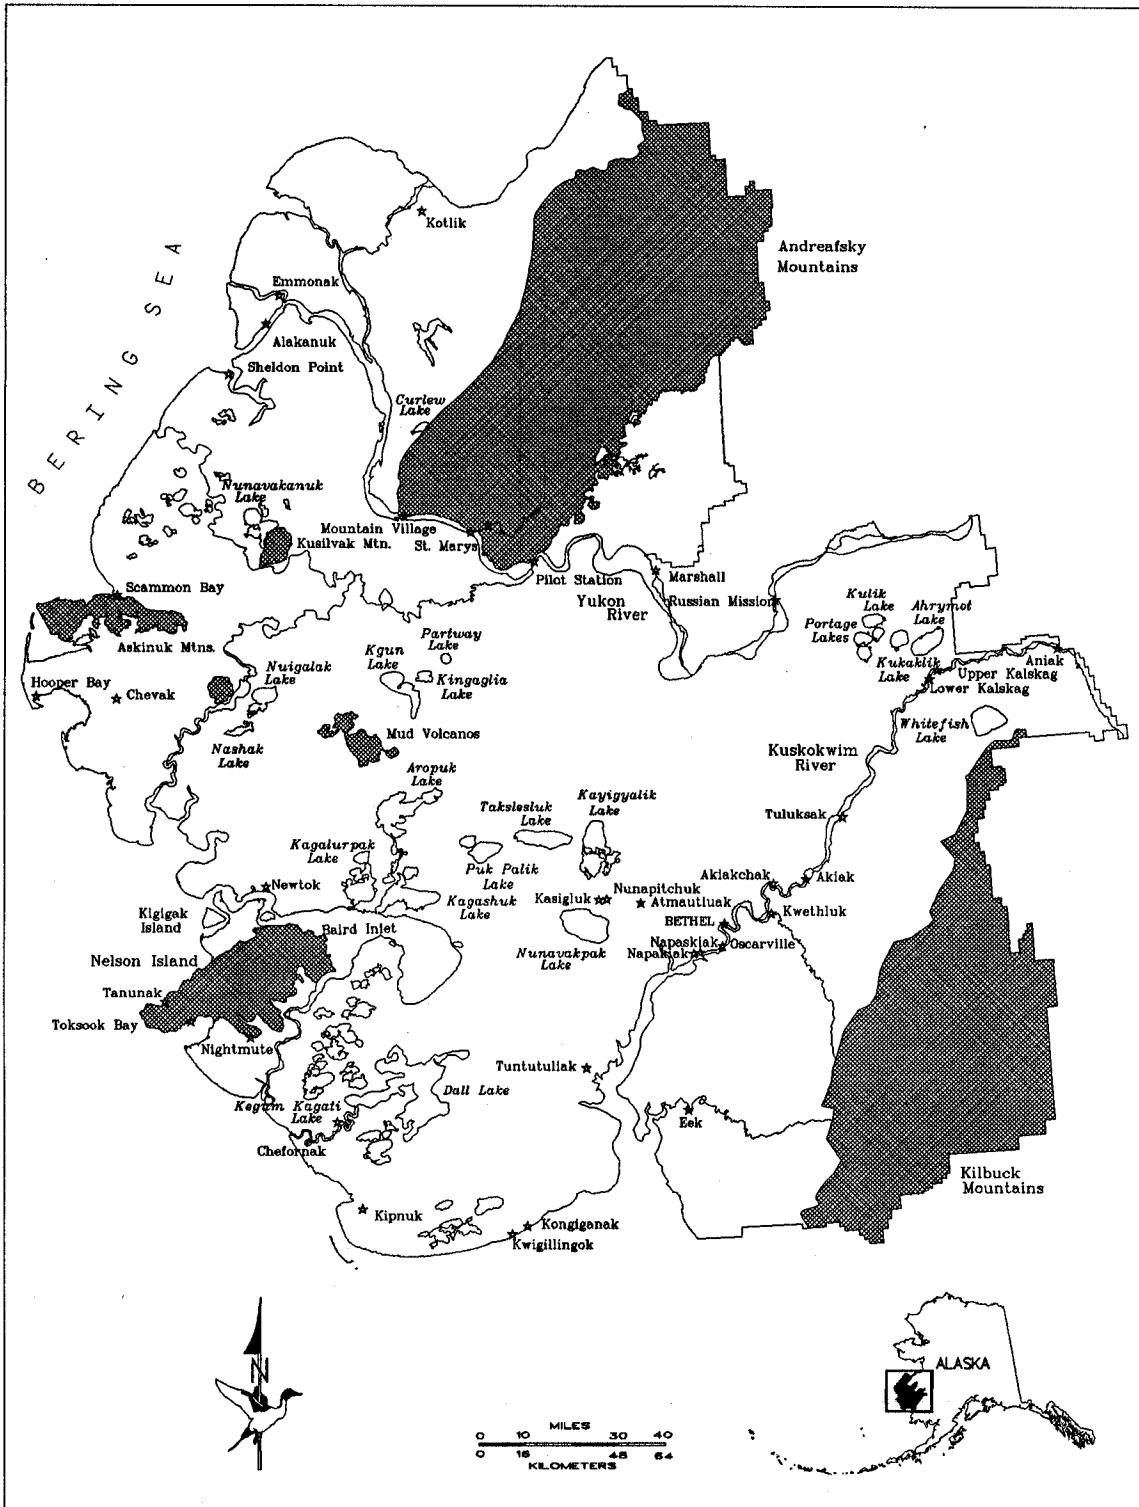 Kotlik
Andreafsky
Mountains
BERING SEA
Emmonak
Alakanuk
Sheldon Point
Curlew
Lake
Nunavakanuk
Lake
Mountain Village
Kusilvak Mtn.
St. Marys
Pilot Station
Marshall
Yukon
River
Russian Mission
Kulik
Lake
Ahrymot
Lake
Portage
Lakes
Kukaklik
Lake
Aniak
Upper Kalskag
Lower Kalskag
Whitefish
Lake
Scammon Bay
Askinuk Mtns.
Partway
Lake
Kgun
Lake
Kingaglia
Lake
Nuigalak
Lake
Hooper Bay
Chevak
Nashak
Lake
Mud Volcanos
Kuskokwim
River
Aropuk
Lake
Takslesluk
Lake
Kayigyalik
Lake
Tuluksak
Kagalurpak
Lake
Puk Palik
Lake
Akiakchak
Akiak
Newtok
Kagashuk
Lake
Nunapitchuk
Kasigluk
Atmautluak
Kwethluk
BETHEL
Kigigak
Island
Baird Inlet
Nunavakpak
Lake
Napaskiak
Oscarville
Napakiak
Nelson Island
Tanunak
Toksook Bay
Nightmute
Tuntutuliak
Dall Lake
Kegum Kagati
Lake
Eek
Chefornak
Kilbuck
Mountains
Kipnuk
Kongiganak
Kwigillingok
N
ALASKA
MILES
0 10 20 40
0 16 48 64
KILOMETERS